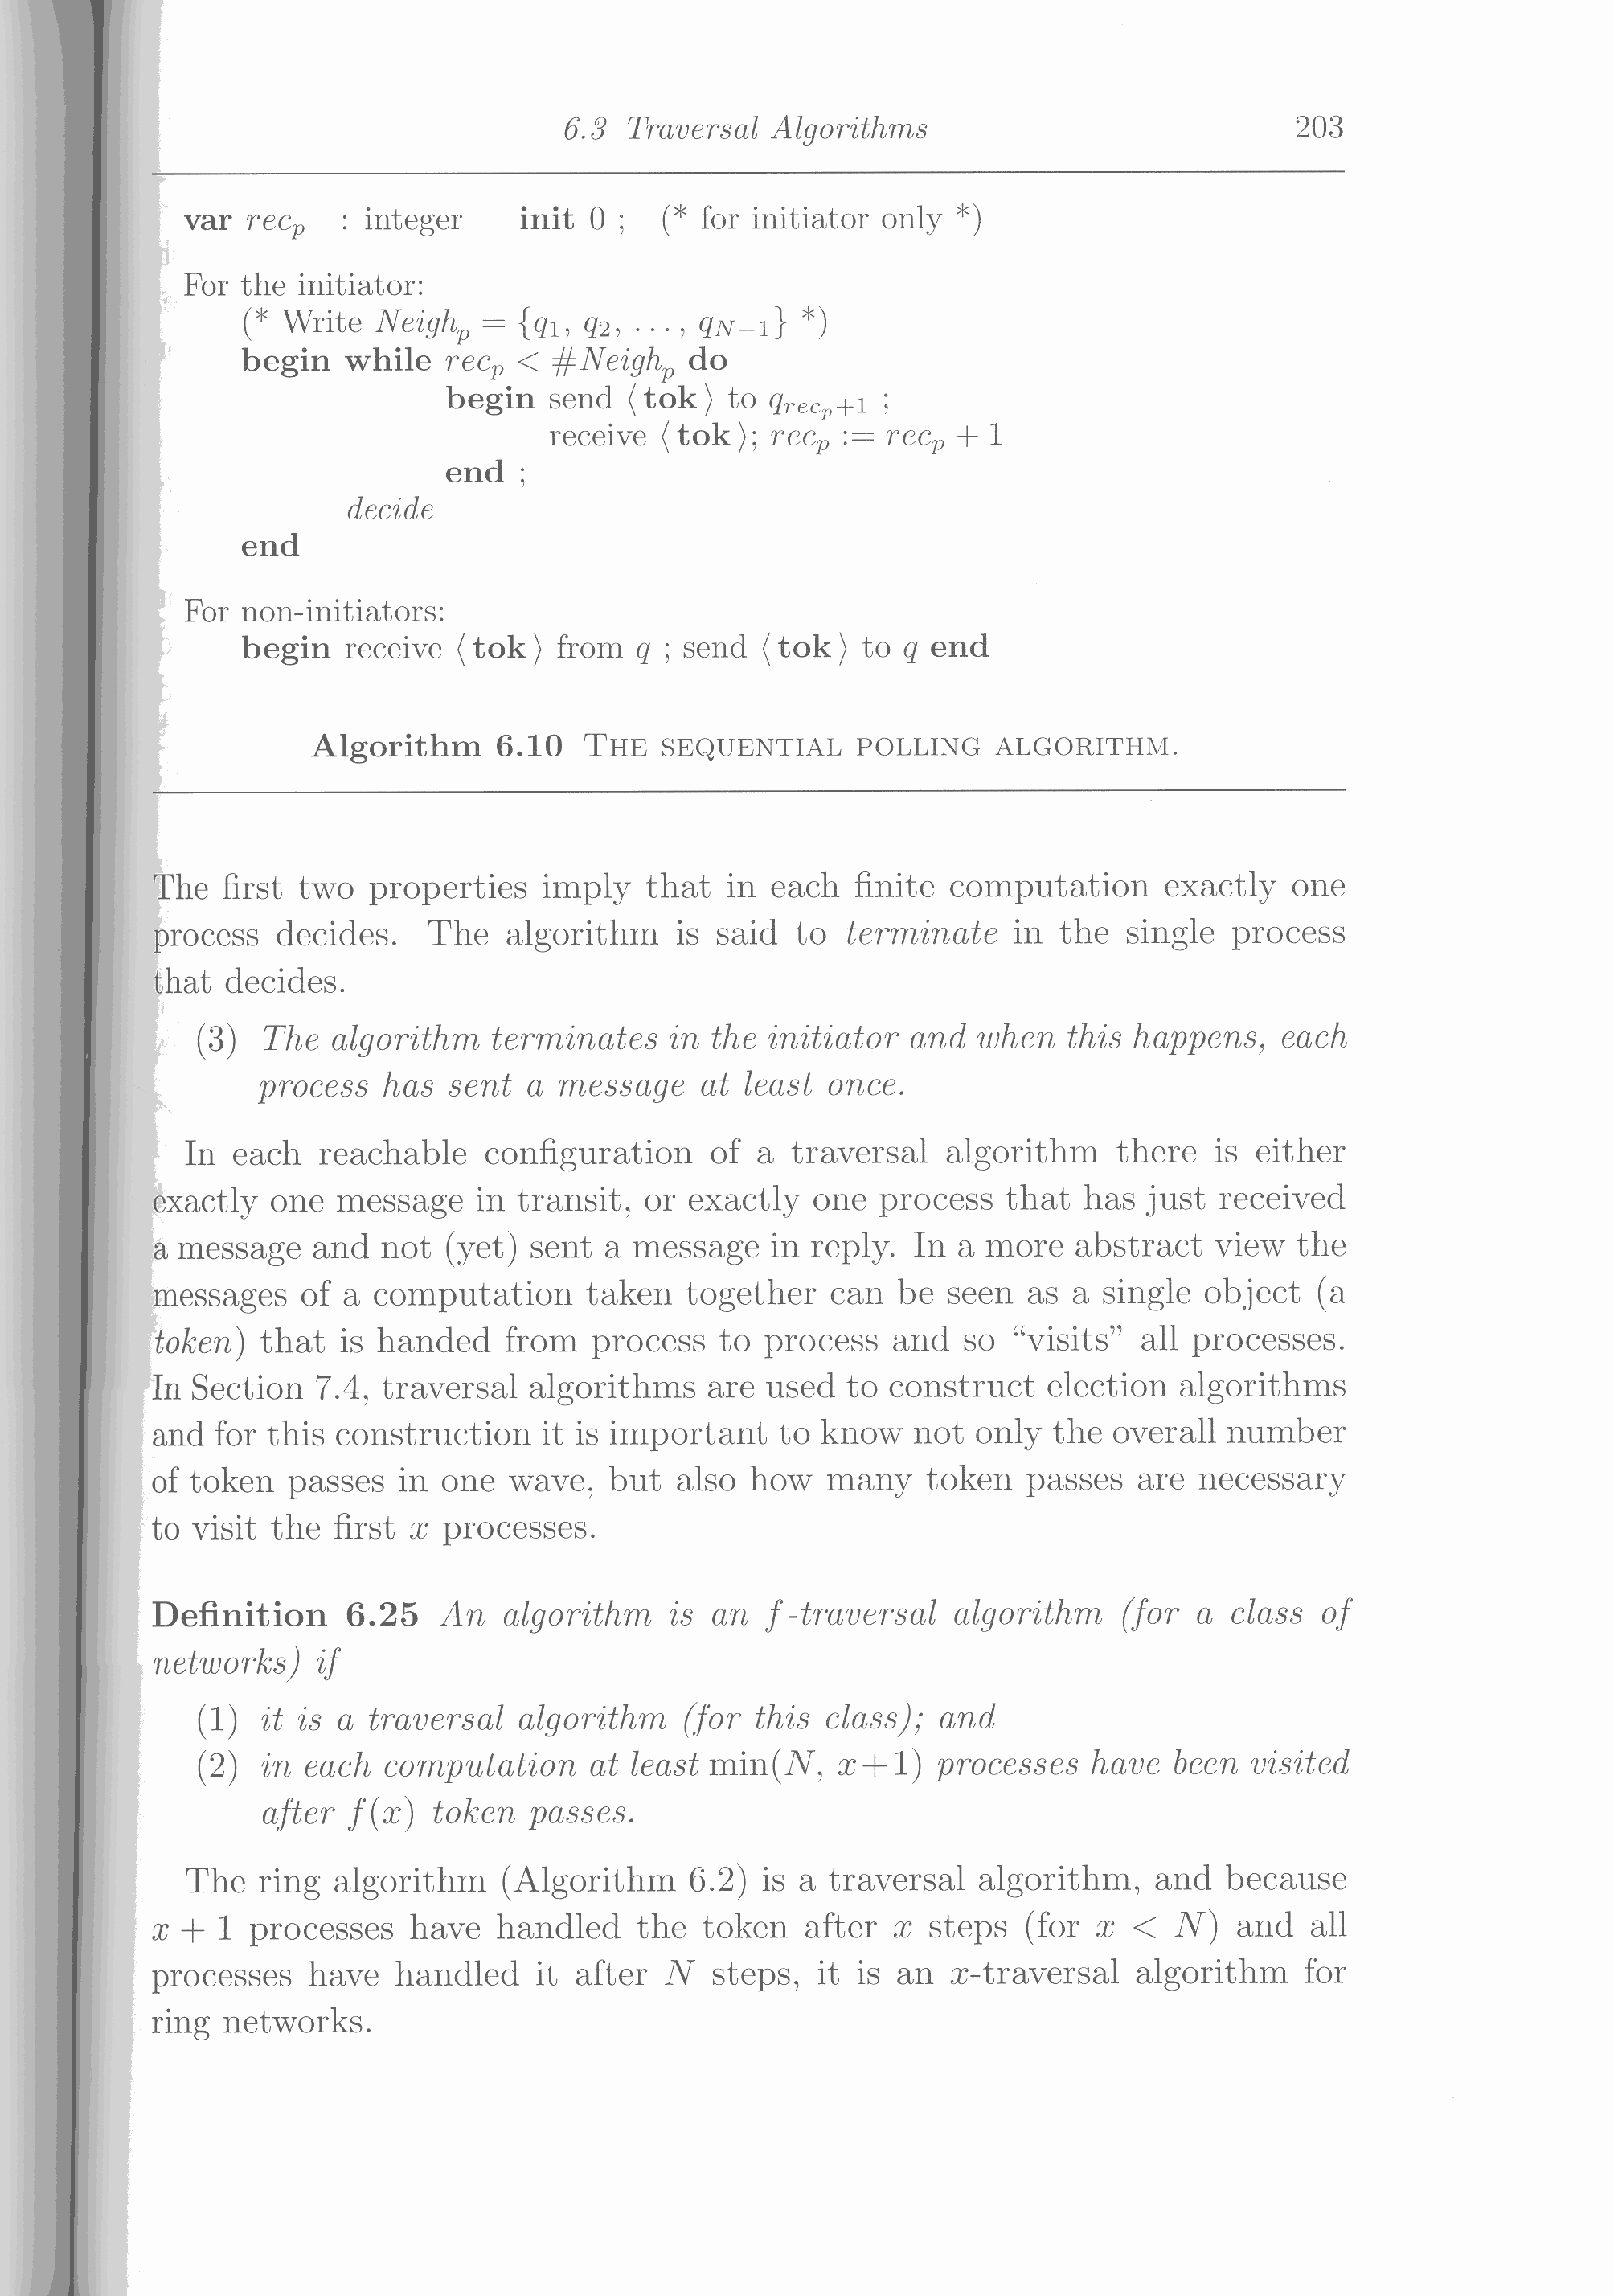 6.3 Traversal Algorithms 203
var rec_p : integer init 0 ; (* for initiator only *)
For the initiator:
(* Write Neigh_p = {q_1, q_2, ..., q_{N−1}} *)
begin while rec_p < #Neigh_p do
begin send ⟨tok⟩ to q_{rec_p+1} ;
receive ⟨tok⟩; rec_p := rec_p + 1
end ;
decide
end
For non-initiators:
begin receive ⟨tok⟩ from q ; send ⟨tok⟩ to q end
Algorithm 6.10 THE SEQUENTIAL POLLING ALGORITHM.
The first two properties imply that in each finite computation exactly one
process decides. The algorithm is said to terminate in the single process
that decides.
(3) The algorithm terminates in the initiator and when this happens, each
process has sent a message at least once.
In each reachable configuration of a traversal algorithm there is either
exactly one message in transit, or exactly one process that has just received
a message and not (yet) sent a message in reply. In a more abstract view the
messages of a computation taken together can be seen as a single object (a
token) that is handed from process to process and so “visits” all processes.
In Section 7.4, traversal algorithms are used to construct election algorithms
and for this construction it is important to know not only the overall number
of token passes in one wave, but also how many token passes are necessary
to visit the first x processes.
Definition 6.25 An algorithm is an f-traversal algorithm (for a class of
networks) if
(1) it is a traversal algorithm (for this class); and
(2) in each computation at least min(N, x+1) processes have been visited
after f(x) token passes.
The ring algorithm (Algorithm 6.2) is a traversal algorithm, and because
x + 1 processes have handled the token after x steps (for x < N) and all
processes have handled it after N steps, it is an x-traversal algorithm for
ring networks.